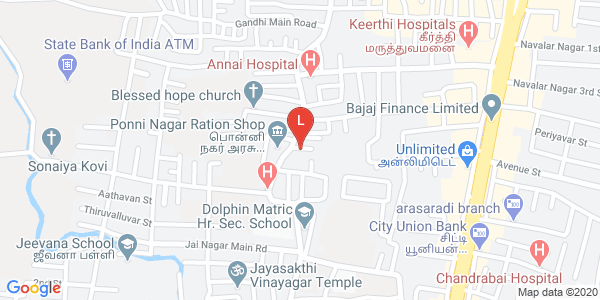 Gandhi Main Road
Keerthi Hospitals
கீர்த்தி
மருத்துவமனை
State Bank of India ATM
Navalar Nagar 1st
Annai Hospital
Navalar Nagar 3rd S
Blessed hope church
Bajaj Finance Limited
L
Ponni Nagar Ration Shop
பொன்னி
நகர் அரசு...
Periyavar St
Unlimited
அன்லிமிடெட்
Sonaiya Kovi
Avenue St
Aathavan St
Thiruvalluvar St
Dolphin Matric
Hr. Sec. School
arasaradi branch
City Union Bank
சிட்டி
யூனியன்...
Jeevana School
ஜீவனா பள்ளி
Jai Nagar Main Rd
Chandrabai Hospital
Jayasakthi
Vinayagar Temple
2nd St
Google
Map data ©2020